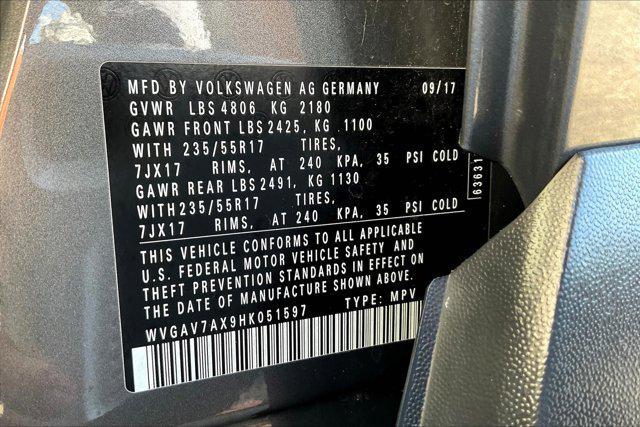 MFD BY VOLKSWAGEN AG GERMANY 09/17
GVWR LBS 4806 KG 2180
GAWR FRONT LBS 2425, KG .1100
WITH 235/55R17 TIRES,
7JX17 RIMS, AT 240 KPA, 35 PSI COLD
GAWR REAR LBS 2491, KG 1130
WITH 235/55R17 TIRES,
7JX17 RIMS, AT 240 KPA, 35 PSI COLD
THIS VEHICLE CONFORMS TO ALL APPLICABLE
U.S. FEDERAL MOTOR VEHICLE SAFETY AND
THEFT PREVENTION STANDARDS IN EFFECT ON
THE DATE OF MANUFACTURE SHOWN ABOVE.
WVGAV7AX9HK051597 TYPE: MPV